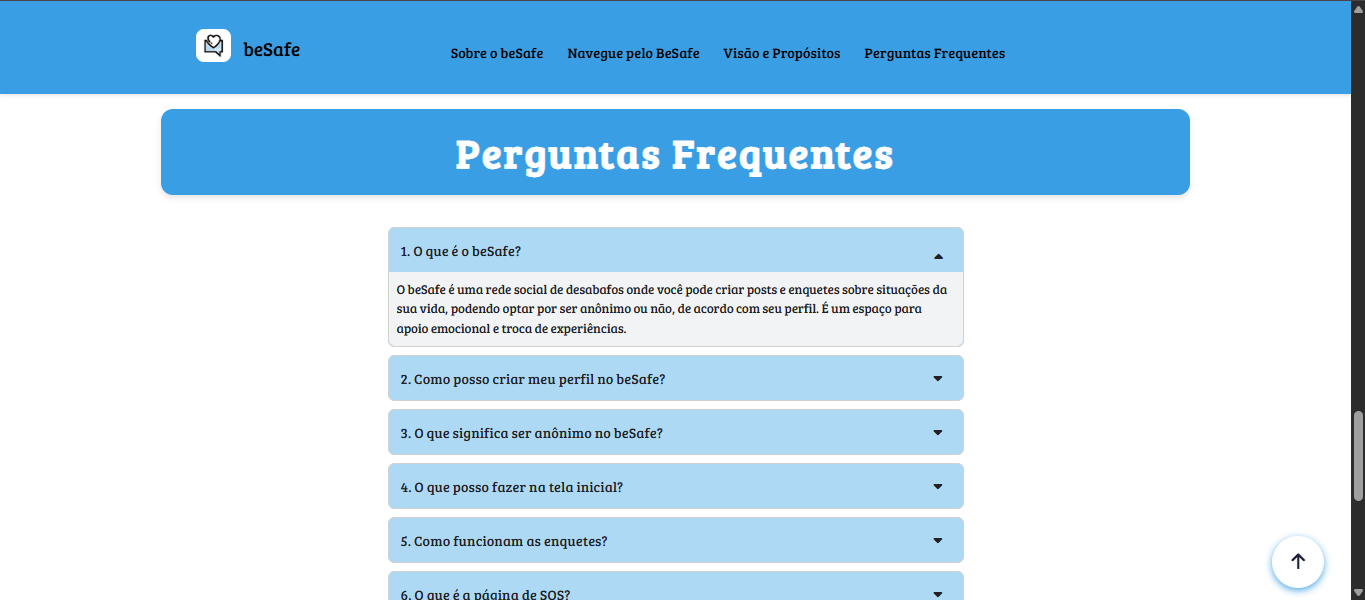 beSafe
Sobre o beSafe
Navegue pelo BeSafe
Visão e Propósitos
Perguntas Frequentes
Perguntas Frequentes
1. O que é o beSafe?
O beSafe é uma rede social de desabafos onde você pode criar posts e enquetes sobre situações da
sua vida, podendo optar por ser anônimo ou não, de acordo com seu perfil. É um espaço para
apoio emocional e troca de experiências.
2. Como posso criar meu perfil no beSafe?
3. O que significa ser anônimo no beSafe?
4. O que posso fazer na tela inicial?
5. Como funcionam as enquetes?
6. O que é a página de SOS?